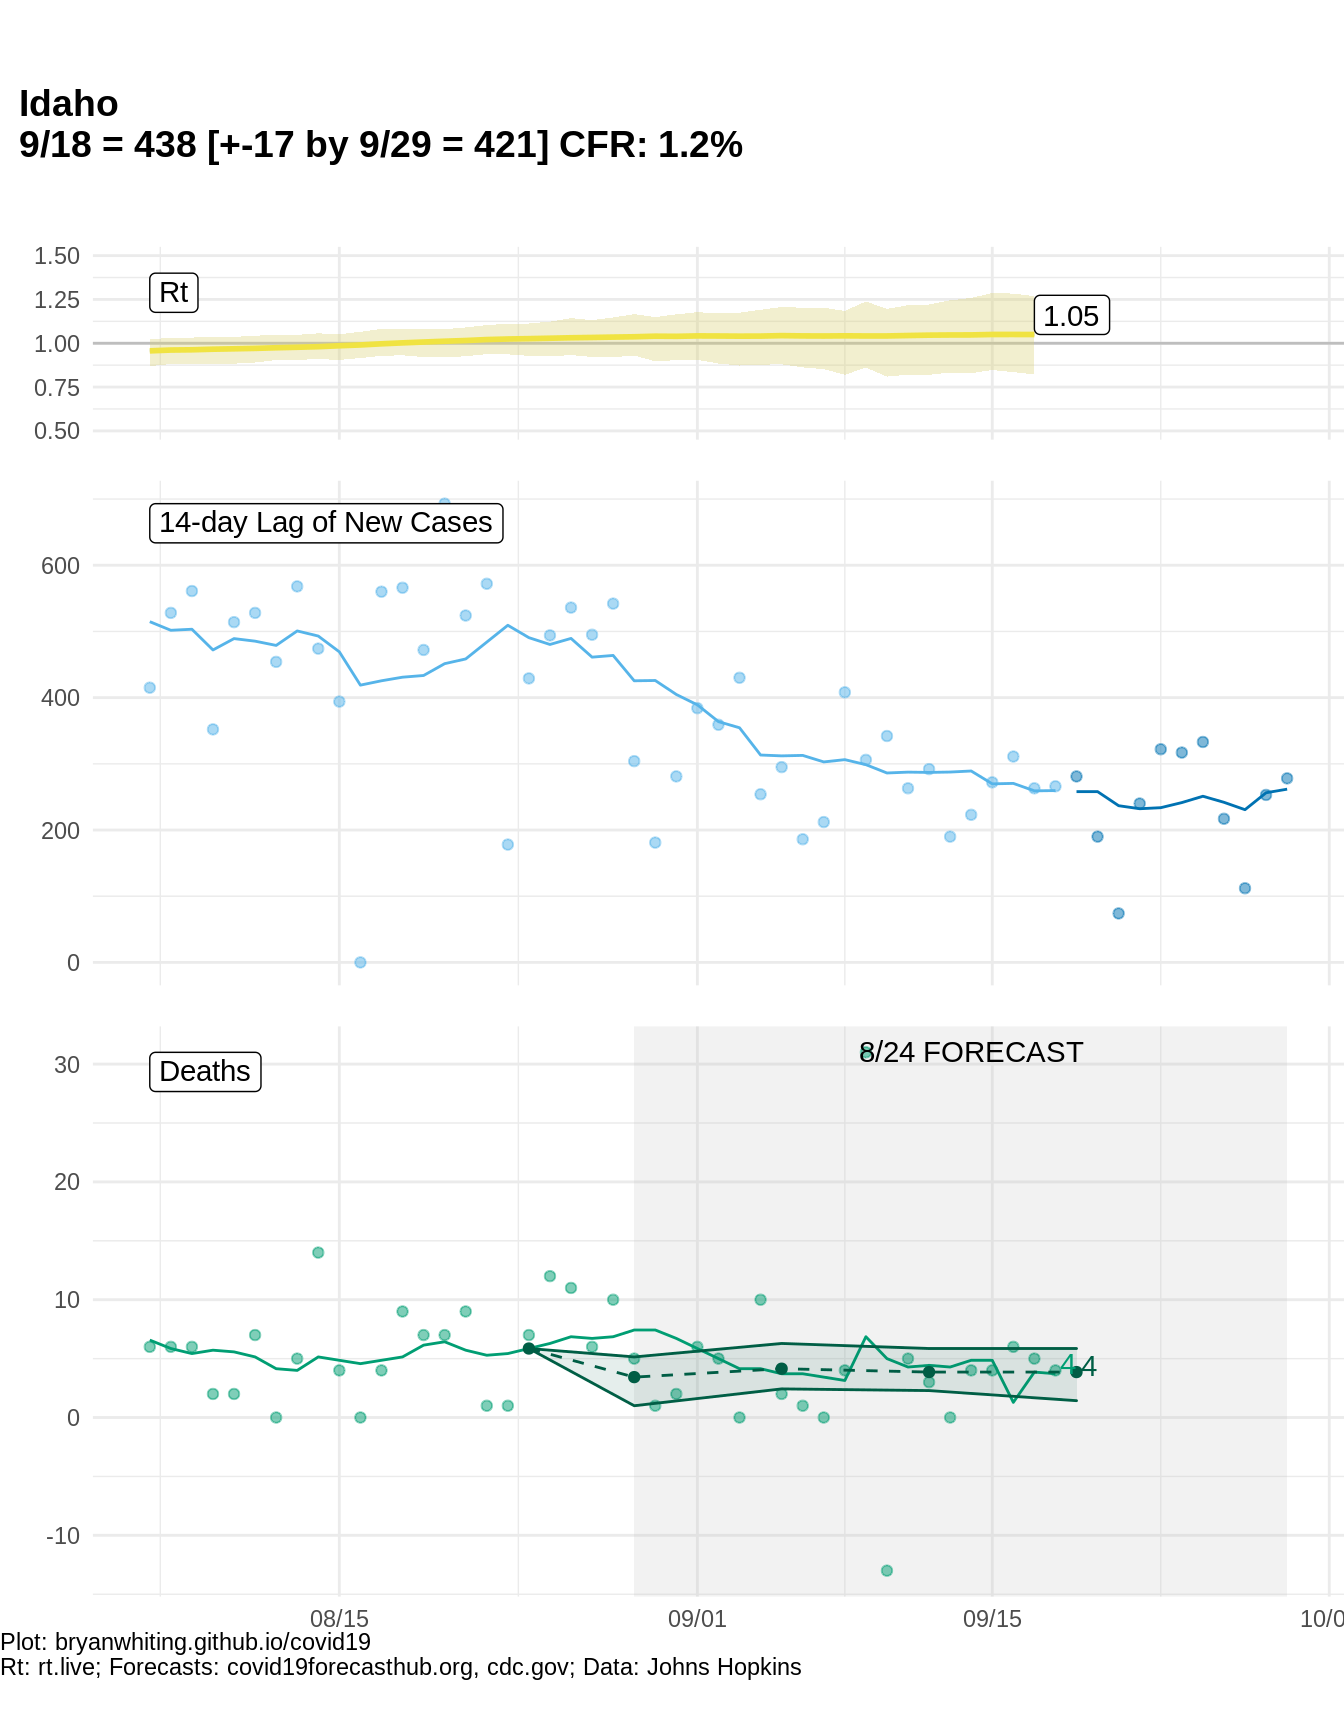 Idaho
9/18 = 438 [+-17 by 9/29 = 421] CFR: 1.2%
1.50
Rt
1.25
1.05
1.00
0.75
0.50
14-day Lag of New Cases
600
400
200
0
8/24 FORECAST
30
Deaths
20
10
4
4
0
-10
08/15
09/01
09/15
10/0
Plot: bryanwhiting.github.io/covid19
Rt: rt.live; Forecasts: covid19forecasthub.org, cdc.gov; Data: Johns Hopkins